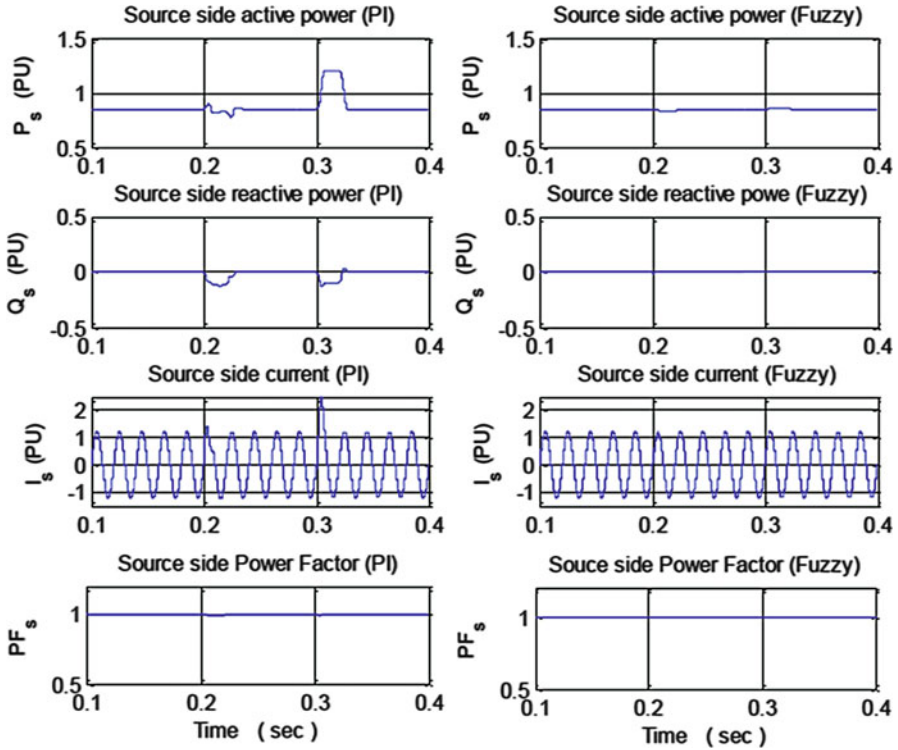 Source side active power (PI)
1.5
1
0.5
P s (PU)
0.1 0.2 0.3 0.4
Source side active power (Fuzzy)
1.5
1
0.5
P s (PU)
0.1 0.2 0.3 0.4
Source side reactive power (PI)
0.5
0
-0.5
Q s (PU)
0.1 0.2 0.3 0.4
Source side reactive powe (Fuzzy)
0.5
0
-0.5
Q s (PU)
0.1 0.2 0.3 0.4
Source side current (PI)
2
1
0
-1
I s (PU)
0.1 0.2 0.3 0.4
Source side current (Fuzzy)
2
1
0
-1
I s (PU)
0.1 0.2 0.3 0.4
Source side Power Factor (PI)
1
0.5
PF s
0.1 0.2 0.3 0.4
Time ( sec )
Source side Power Factor (Fuzzy)
1
0.5
PF s
0.1 0.2 0.3 0.4
Time ( sec )